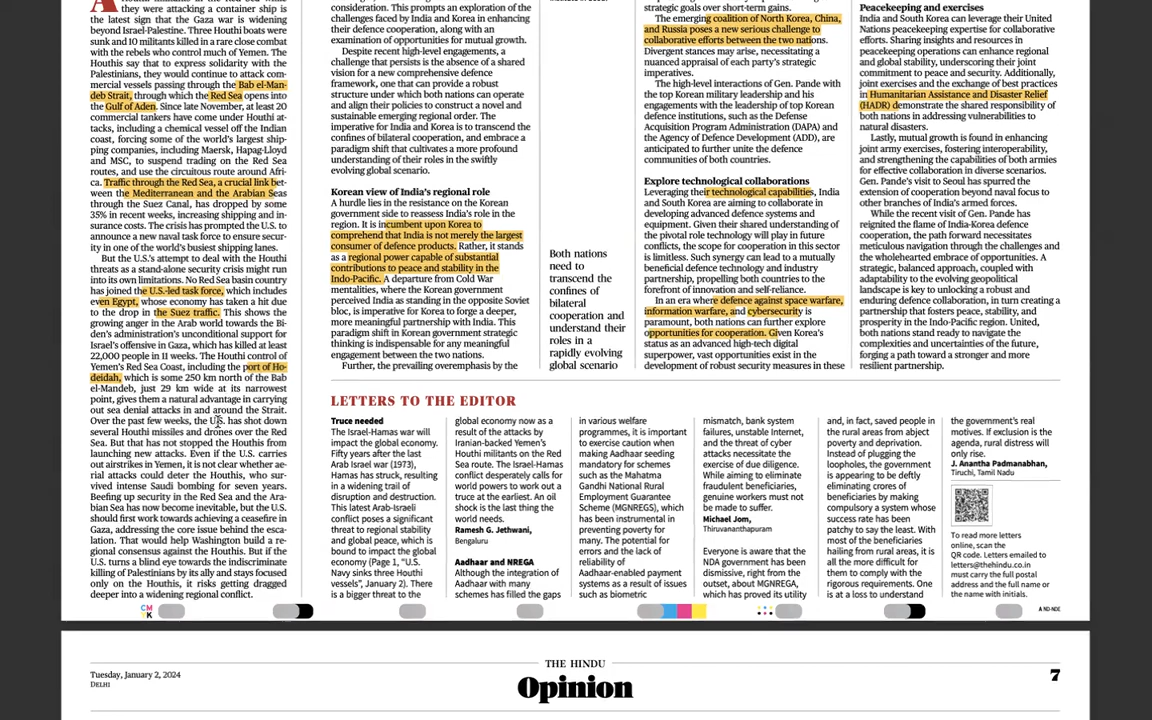 they were attacking a container ship is
the latest sign that the Gaza war is widening
beyond Israel-Palestine. Three Houthi boats were
sunk and 10 militants killed in a rare close combat
with the rebels who control much of Yemen. The
Houthis say that to express solidarity with the
Palestinians, they would continue to attack com-
mercial vessels passing through the Bab el-Man-
deb Strait, through which the Red Sea opens into
the Gulf of Aden. Since late November, at least 20
commercial tankers have come under Houthi at-
tacks, including a chemical vessel off the Indian
coast, forcing some of the world's largest ship-
ping companies, including Maersk, Hapag-Lloyd
and MSC, to suspend trading on the Red Sea
routes, and use the circuitous route around Afri-
ca. Traffic through the Red Sea, a crucial link bet-
ween the Mediterranean and the Arabian Seas
through the Suez Canal, has dropped by some
35% in recent weeks, increasing shipping and in-
surance costs. The crisis has prompted the U.S. to
announce a new naval task force to ensure secur-
ity in one of the world's busiest shipping lanes.
But the U.S.'s attempt to deal with the Houthi
threats as a stand-alone security crisis might run
into its own limitations. No Red Sea basin country
has joined the U.S.-led task force, which includes
even Egypt, whose economy has taken a hit due
to the drop in the Suez traffic. This shows the
growing anger in the Arab world towards the Bi-
den's administration's unconditional support for
Israel's offensive in Gaza, which has killed at least
22,000 people in 11 weeks. The Houthi control of
Yemen's Red Sea Coast, including the port of Ho-
deidah, which is some 250 km north of the Bab
el-Mandeb, just 29 km wide at its narrowest
point, gives them a natural advantage in carrying
out sea denial attacks in and around the Strait.
Over the past few weeks, the U.S. has shot down
several Houthi missiles and drones over the Red
Sea. But that has not stopped the Houthis from
launching new attacks. Even if the U.S. carries
out airstrikes in Yemen, it is not clear whether ae-
rial attacks could deter the Houthis, who sur-
vived intense Saudi bombing for seven years.
Beefing up security in the Red Sea and the Ara-
bian Sea has now become inevitable, but the U.S.
should first work towards achieving a ceasefire in
Gaza, addressing the core issue behind the esca-
lation. That would help Washington build a re-
gional consensus against the Houthis. But if the
U.S. turns a blind eye towards the indiscriminate
killing of Palestinians by its ally and stays focused
only on the Houthis, it risks getting dragged
deeper into a widening regional conflict.
consideration. This prompts an exploration of the
challenges faced by India and Korea in enhancing
their defence cooperation, along with an
examination of opportunities for mutual growth.
Despite recent high-level engagements, a
challenge that persists is the absence of a shared
vision for a new comprehensive defence
framework, one that can provide a robust
structure under which both nations can operate
and align their policies to construct a novel and
sustainable emerging regional order. The
imperative for India and Korea is to transcend the
confines of bilateral cooperation, and embrace a
paradigm shift that cultivates a more profound
understanding of their roles in the swiftly
evolving global scenario.
Korean view of India's regional role
A hurdle lies in the resistance on the Korean
government side to reassess India's role in the
region. It is incumbent upon Korea to
comprehend that India is not merely the largest
consumer of defence products. Rather, it stands
as a regional power capable of substantial
contributions to peace and stability in the
Indo-Pacific. A departure from Cold War
mentalities, where the Korean government
perceived India as standing in the opposite Soviet
bloc, is imperative for Korea to forge a deeper,
more meaningful partnership with India. This
paradigm shift in Korean government strategic
thinking is indispensable for any meaningful
engagement between the two nations.
Further, the prevailing overemphasis by the
Both nations
need to
transcend the
confines of
bilateral
cooperation and
understand their
roles in a
rapidly evolving
global scenario
strategic goals over short-term gains.
The emerging coalition of North Korea, China,
and Russia poses a new serious challenge to
collaborative efforts between the two nations.
Divergent stances may arise, necessitating a
nuanced appraisal of each party's strategic
imperatives.
The high-level interactions of Gen. Pande with
the top Korean military leadership and his
engagements with the leadership of top Korean
defence institutions, such as the Defense
Acquisition Program Administration (DAPA) and
the Agency of Defence Development (ADD), are
anticipated to further unite the defence
communities of both countries.
Explore technological collaborations
Leveraging their technological capabilities, India
and South Korea are aiming to collaborate in
developing advanced defence systems and
equipment. Given their shared understanding of
the pivotal role technology will play in future
conflicts, the scope for cooperation in this sector
is limitless. Such synergy can lead to a mutually
beneficial defence technology and industry
partnership, propelling both countries to the
forefront of innovation and self-reliance.
In an era where defence against space warfare,
information warfare, and cybersecurity is
paramount, both nations can further explore
opportunities for cooperation. Given Korea's
status as an advanced high-tech digital
superpower, vast opportunities exist in the
development of robust security measures in these
Peacekeeping and exercises
India and South Korea can leverage their United
Nations peacekeeping expertise for collaborative
efforts. Sharing insights and resources in
peacekeeping operations can enhance regional
and global stability, underscoring their joint
commitment to peace and security. Additionally,
joint exercises and the exchange of best practices
in Humanitarian Assistance and Disaster Relief
(HADR) demonstrate the shared responsibility of
both nations in addressing vulnerabilities to
natural disasters.
Lastly, mutual growth is found in enhancing
joint army exercises, fostering interoperability,
and strengthening the capabilities of both armies
for effective collaboration in diverse scenarios.
Gen. Pande's visit to Seoul has spurred the
extension of cooperation beyond naval focus to
other branches of India's armed forces.
While the recent visit of Gen. Pande has
reignited the flame of India-Korea defence
cooperation, the path forward necessitates
meticulous navigation through the challenges and
the wholehearted embrace of opportunities. A
strategic, balanced approach, coupled with
adaptability to the evolving geopolitical
landscape is key to unlocking a robust and
enduring defence collaboration, in turn creating a
partnership that fosters peace, stability, and
prosperity in the Indo-Pacific region. United,
both nations stand ready to navigate the
complexities and uncertainties of the future,
forging a path toward a stronger and more
resilient partnership.
LETTERS TO THE EDITOR
Truce needed
The Israel-Hamas war will
impact the global economy.
Fifty years after the last
Arab Israel war (1973),
Hamas has struck, resulting
in a widening trail of
disruption and destruction.
This latest Arab-Israeli
conflict poses a significant
threat to regional stability
and global peace, which is
bound to impact the global
economy (Page 1, “U.S.
Navy sinks three Houthi
vessels”, January 2). There
is a bigger threat to the
global economy now as a
result of the attacks by
Iranian-backed Yemen's
Houthi militants on the Red
Sea route. The Israel-Hamas
conflict desperately calls for
world powers to work out a
truce at the earliest. An oil
shock is the last thing the
world needs.
Ramesh G. Jethwani,
Bengaluru
Aadhaar and NREGA
Although the integration of
Aadhaar with many
schemes has filled the gaps
in various welfare
programmes, it is important
to exercise caution when
making Aadhaar seeding
mandatory for schemes
such as the Mahatma
Gandhi National Rural
Employment Guarantee
Scheme (MGNREGS), which
has been instrumental in
preventing poverty for
many. The potential for
errors and the lack of
reliability of
Aadhaar-enabled payment
systems as a result of issues
such as biometric
mismatch, bank system
failures, unstable Internet,
and the threat of cyber
attacks necessitate the
exercise of due diligence.
While aiming to eliminate
fraudulent beneficiaries,
genuine workers must not
be made to suffer.
Michael Jom,
Thiruvananthapuram
Everyone is aware that the
NDA government has been
dismissive, right from the
outset, about MGNREGA,
which has proved its utility
and, in fact, saved people in
the rural areas from abject
poverty and deprivation.
Instead of plugging the
loopholes, the government
is appearing to be deftly
eliminating crores of
beneficiaries by making
compulsory a system whose
success rate has been
patchy to say the least. With
most of the beneficiaries
hailing from rural areas, it is
all the more difficult for
them to comply with the
rigorous requirements. One
is at a loss to understand
the government's real
motives. If exclusion is the
agenda, rural distress will
only rise.
J. Anantha Padmanabhan,
Tiruchi, Tamil Nadu
To read more letters
online, scan the
QR code. Letters emailed to
letters@thehindu.co.in
must carry the full postal
address and the full name or
the name with initials.
CM
YK
A ND-NDE
Tuesday, January 2, 2024
DELHI
THE HINDU
Opinion
7